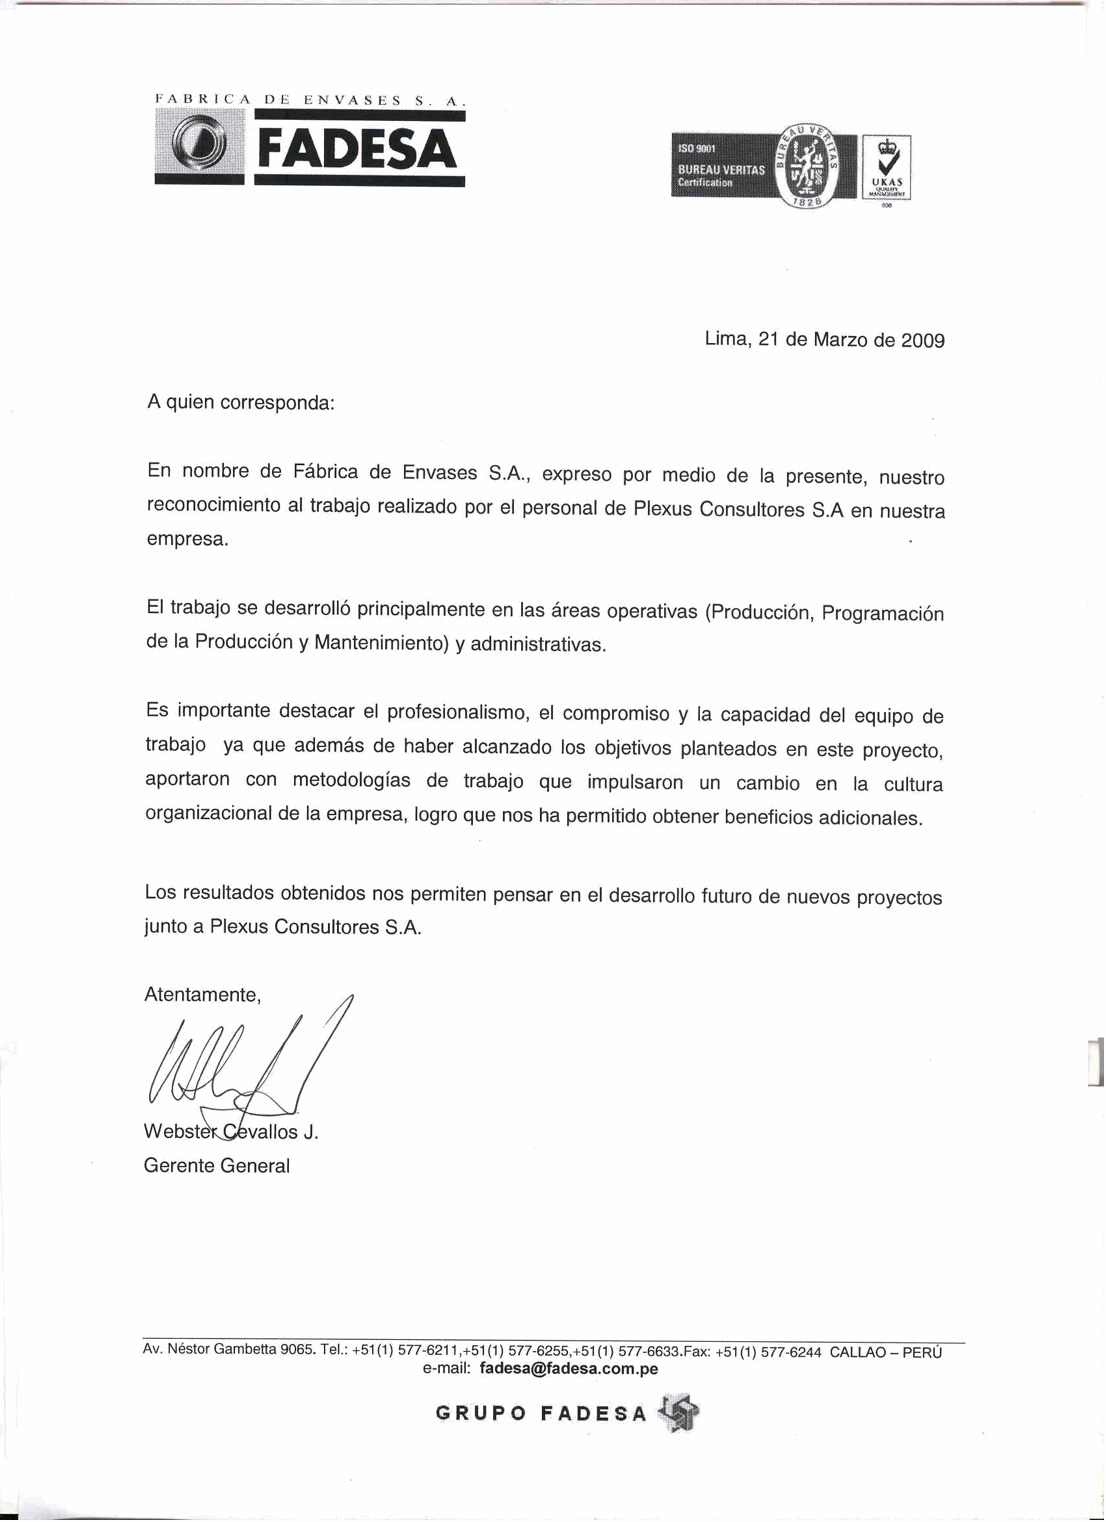 FABRICA DE ENVASES S. A.
FADESA
ISO 9001
BUREAU VERITAS
Certification
BUREAU VERITAS
1828
UKAS
QUALITY
MANAGEMENT
008
Lima, 21 de Marzo de 2009
A quien corresponda:
En nombre de Fábrica de Envases S.A., expreso por medio de la presente, nuestro
reconocimiento al trabajo realizado por el personal de Plexus Consultores S.A en nuestra
empresa.
El trabajo se desarrolló principalmente en las áreas operativas (Producción, Programación
de la Producción y Mantenimiento) y administrativas.
Es importante destacar el profesionalismo, el compromiso y la capacidad del equipo de
trabajo ya que además de haber alcanzado los objetivos planteados en este proyecto,
aportaron con metodologías de trabajo que impulsaron un cambio en la cultura
organizacional de la empresa, logro que nos ha permitido obtener beneficios adicionales.
Los resultados obtenidos nos permiten pensar en el desarrollo futuro de nuevos proyectos
junto a Plexus Consultores S.A.
Atentamente,
Webster Cevallos J.
Gerente General
Av. Néstor Gambetta 9065. Tel.: +51(1) 577-6211,+51(1) 577-6255,+51(1) 577-6633.Fax: +51(1) 577-6244 CALLAO – PERÚ
e-mail: fadesa@fadesa.com.pe
GRUPO FADESA